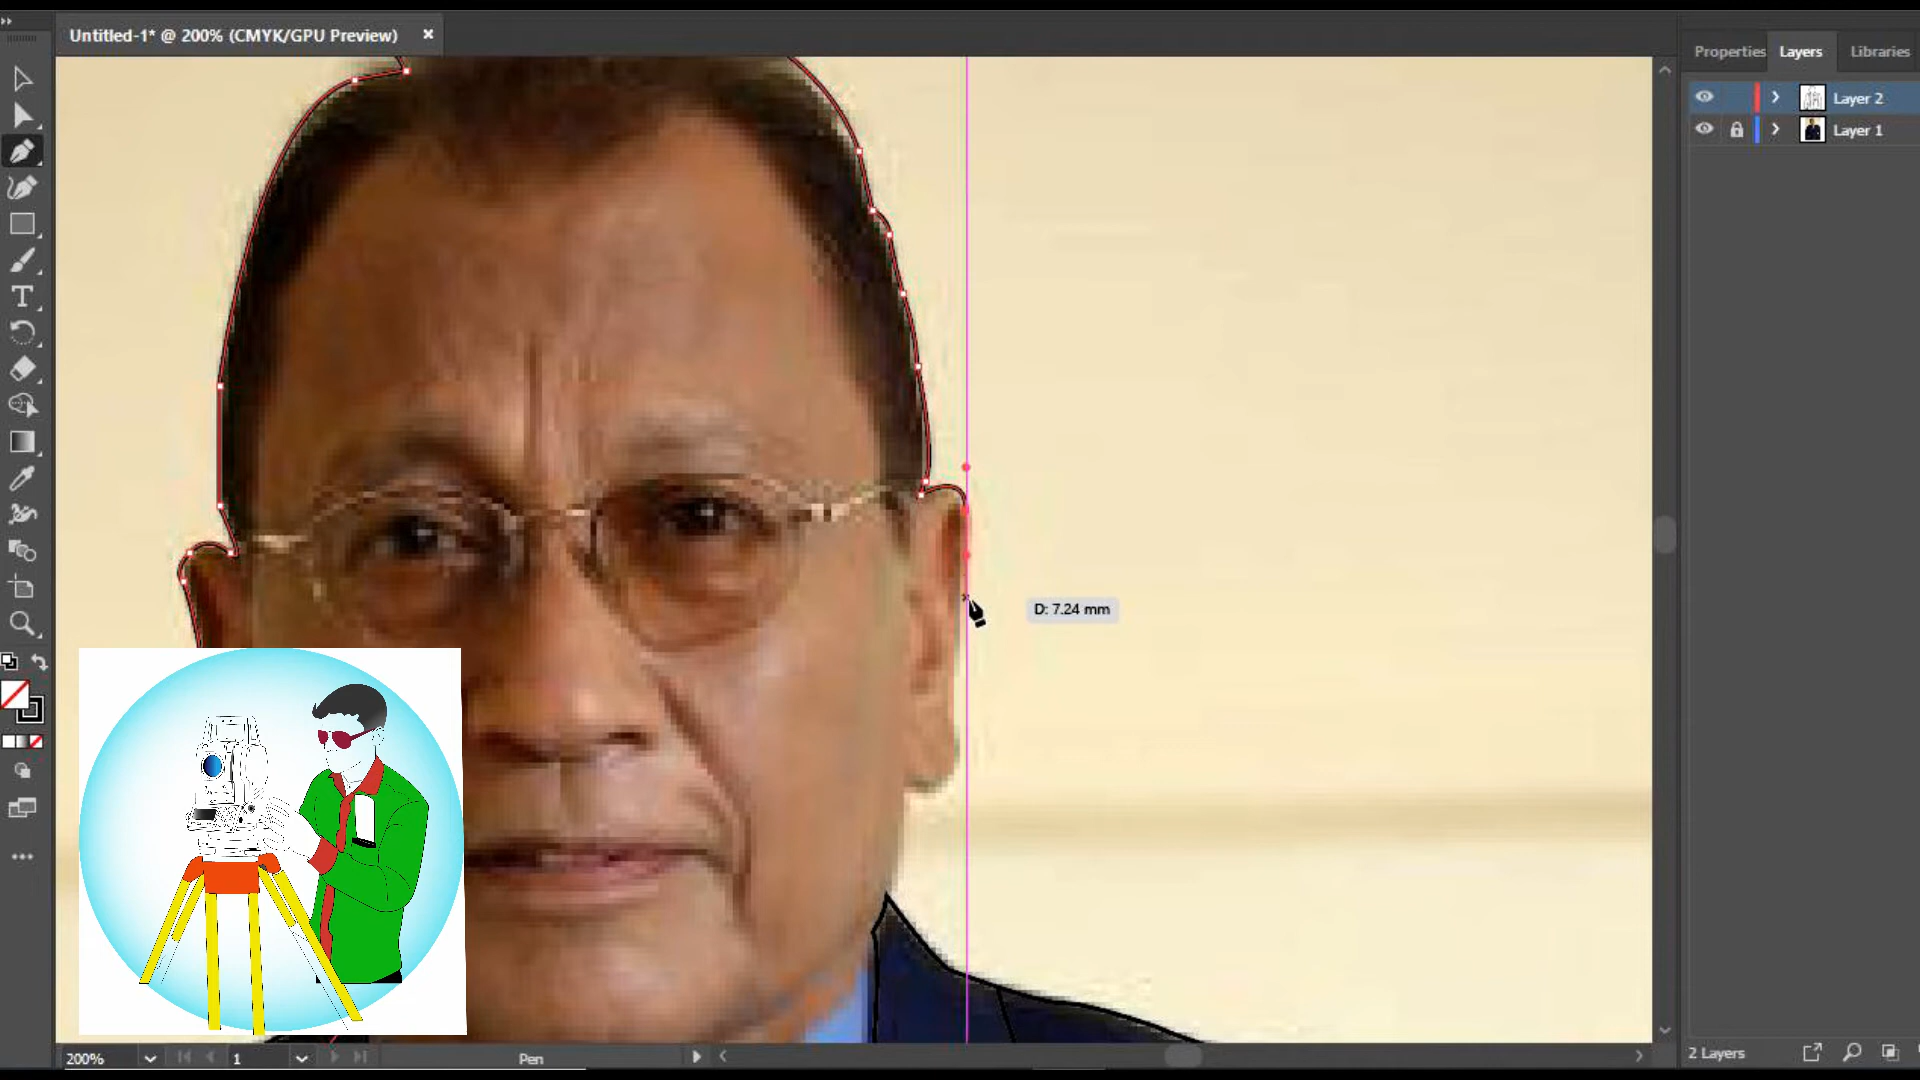 Untitled-1* @ 200% (CMYK/GPU Preview)
Properties Layers Libraries
Layer 2
Layer 1
D: 7.24 mm
200% 1 Pen 2 Layers